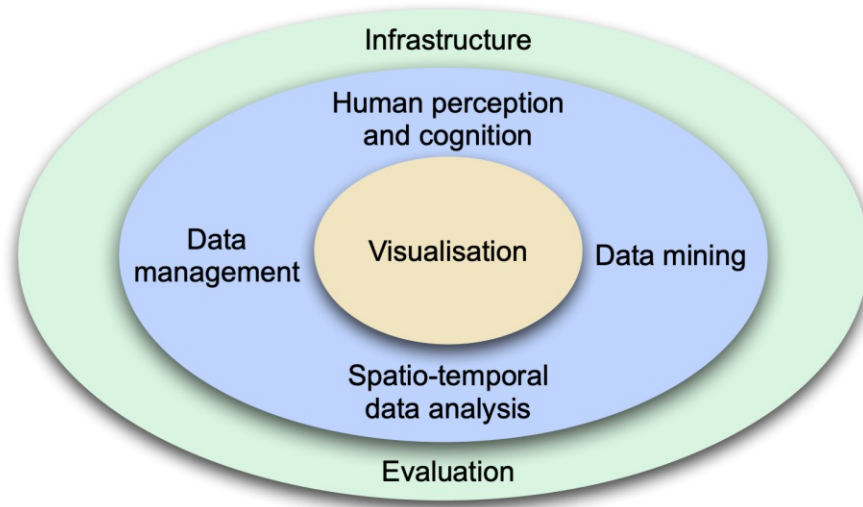 Infrastructure
Human perception
and cognition
Data
management
Visualisation
Data mining
Spatio-temporal
data analysis
Evaluation